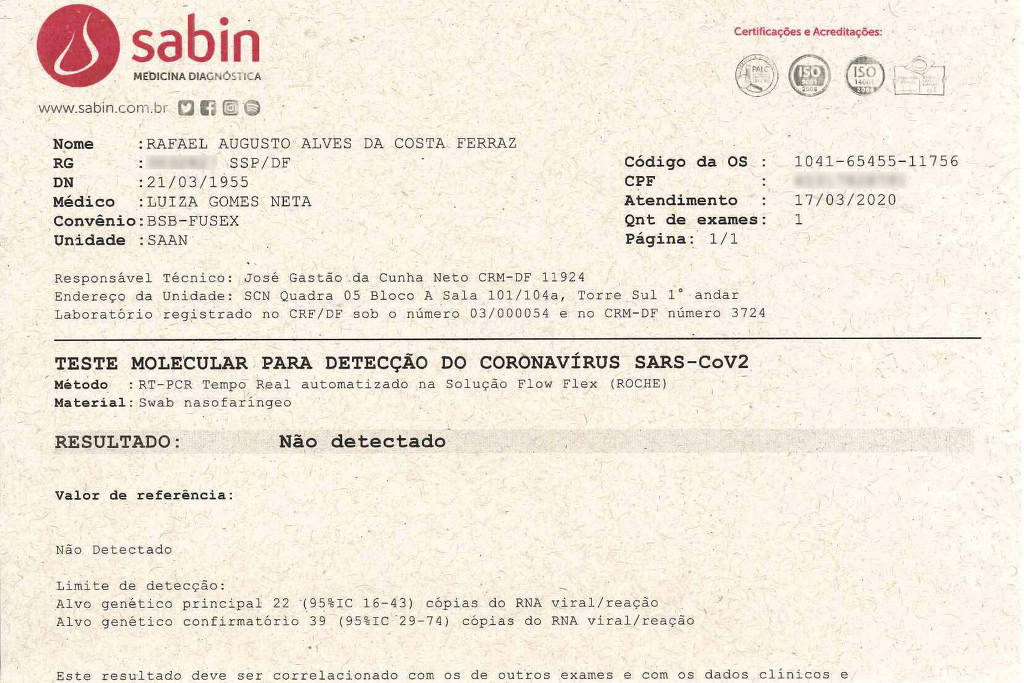 sabin
MEDICINA DIAGNÓSTICA
www.sabin.com.br
Certificações e Acreditações:
PALC
ISO
9001
2008
ISO
14001
2004
Nome :RAFAEL AUGUSTO ALVES DA COSTA FERRAZ
RG : SSP/DF
DN :21/03/1955
Médico :LUIZA GOMES NETA
Convênio:BSB-FUSEX
Unidade :SAAN
Código da OS : 1041-65455-11756
CPF :
Atendimento : 17/03/2020
Qnt de exames: 1
Página: 1/1
Responsável Técnico: José Gastão da Cunha Neto CRM-DF 11924
Endereço da Unidade: SCN Quadra 05 Bloco A Sala 101/104a, Torre Sul 1° andar
Laboratório registrado no CRF/DF sob o número 03/000054 e no CRM-DF número 3724
TESTE MOLECULAR PARA DETECÇÃO DO CORONAVÍRUS SARS-CoV2
Método :RT-PCR Tempo Real automatizado na Solução Flow Flex (ROCHE)
Material:Swab nasofaríngeo
RESULTADO: Não detectado
Valor de referência:
Não Detectado
Limite de detecção:
Alvo genético principal 22 (95%IC 16-43) cópias do RNA viral/reação
Alvo genético confirmatório 39 (95%IC 29-74) cópias do RNA viral/reação
Este resultado deve ser correlacionado com os de outros exames e com os dados clínicos e